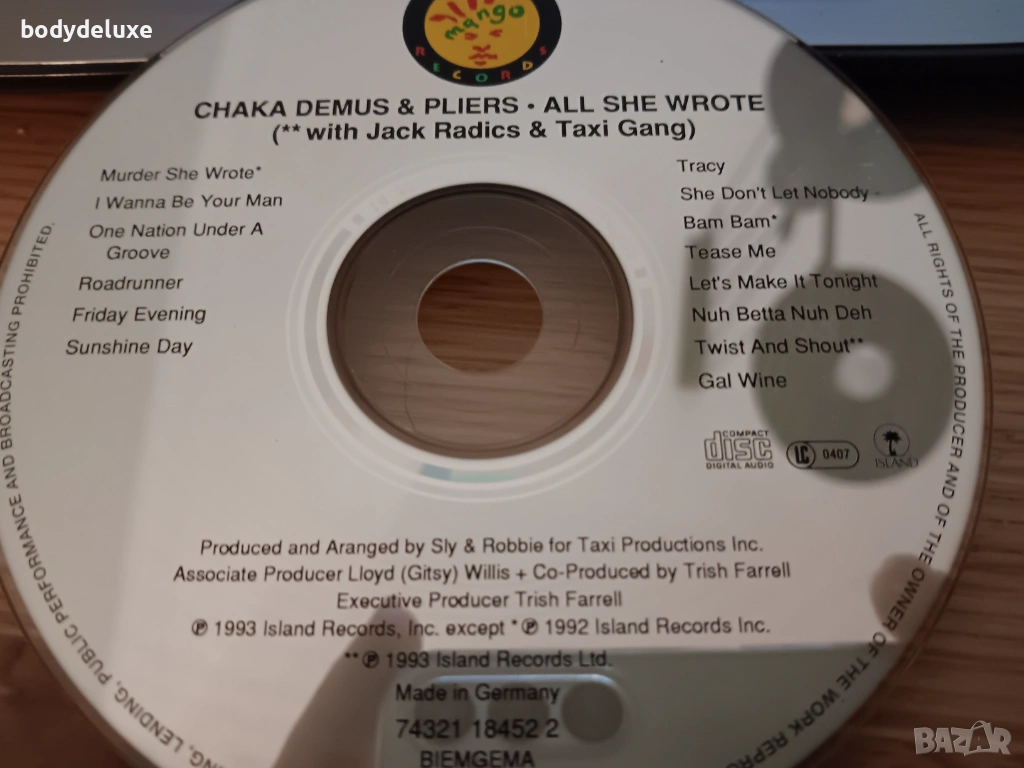 bodydeluxe
mango
RECORDS
CHAKA DEMUS & PLIERS • ALL SHE WROTE
(** with Jack Radics & Taxi Gang)
Murder She Wrote*
I Wanna Be Your Man
One Nation Under A
Groove
Roadrunner
Friday Evening
Sunshine Day
Tracy
She Don't Let Nobody -
Bam Bam*
Tease Me
Let's Make It Tonight
Nuh Betta Nuh Deh
Twist And Shout**
Gal Wine
COMPACT
disc
DIGITAL AUDIO
LC 0407
ISLAND
Produced and Aranged by Sly & Robbie for Taxi Productions Inc.
Associate Producer Lloyd (Gitsy) Willis + Co-Produced by Trish Farrell
Executive Producer Trish Farrell
℗ 1993 Island Records, Inc. except * ℗ 1992 Island Records Inc.
** ℗ 1993 Island Records Ltd.
Made in Germany
74321 18452 2
BIEMGEMA
ALL RIGHTS OF THE PRODUCER AND OF THE OWNER OF THE WORK
LENDING, PUBLIC PERFORMANCE AND BROADCASTING PROHIBITED.
BAZAR